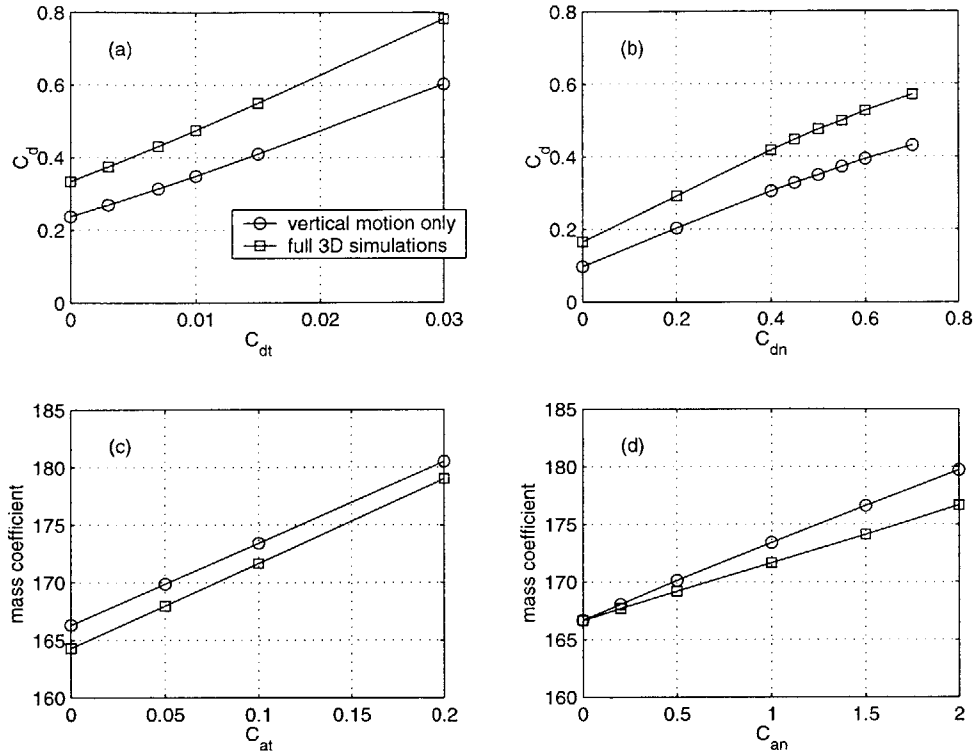 (a)
C_d
0.8
0.6
0.4
0.2
0
0 0.01 0.02 0.03
C_dt
vertical motion only
full 3D simulations
(b)
C_d
0.8
0.6
0.4
0.2
0
0 0.2 0.4 0.6 0.8
C_dn
(c)
mass coefficient
185
180
175
170
165
160
0 0.05 0.1 0.15 0.2
C_at
(d)
mass coefficient
185
180
175
170
165
160
0 0.5 1 1.5 2
C_an